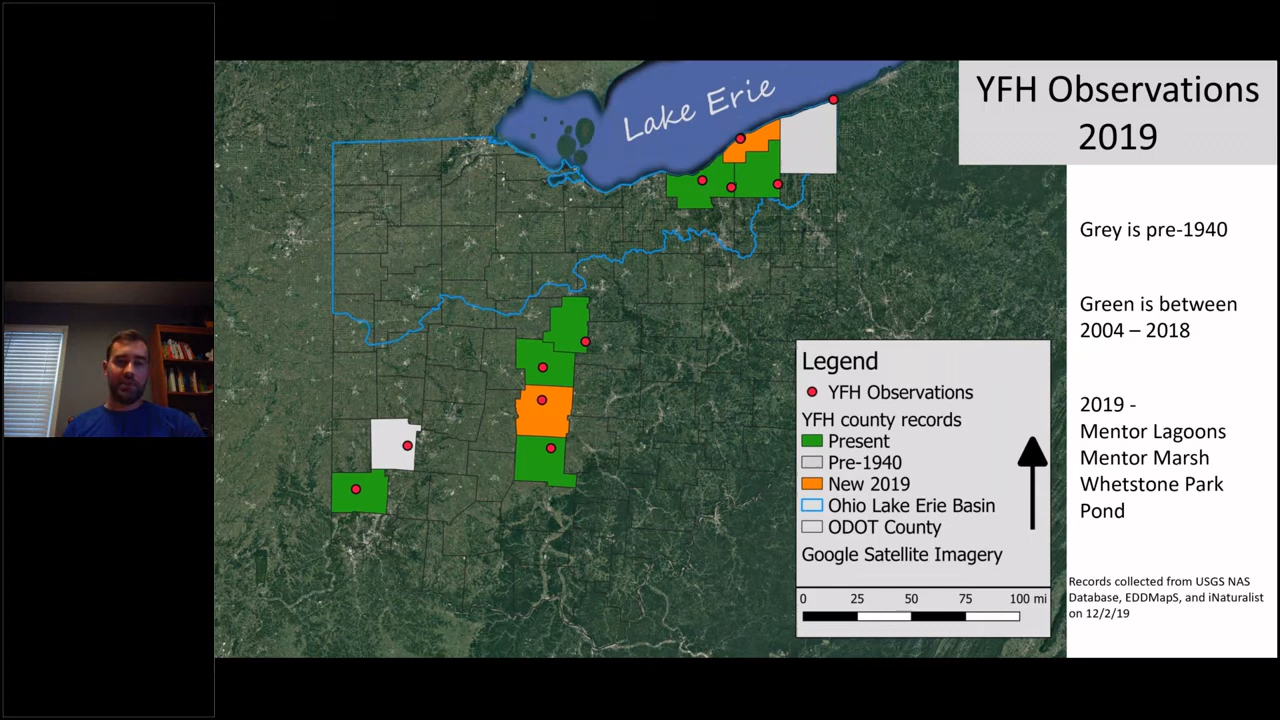 Lake Erie
YFH Observations
2019
Grey is pre-1940
Green is between
2004 – 2018
2019 -
Mentor Lagoons
Mentor Marsh
Whetstone Park
Pond
Legend
YFH Observations
YFH county records
Present
Pre-1940
New 2019
Ohio Lake Erie Basin
ODOT County
Google Satellite Imagery
0 25 50 75 100 mi
Records collected from USGS NAS
Database, EDDMapS, and iNaturalist
on 12/2/19